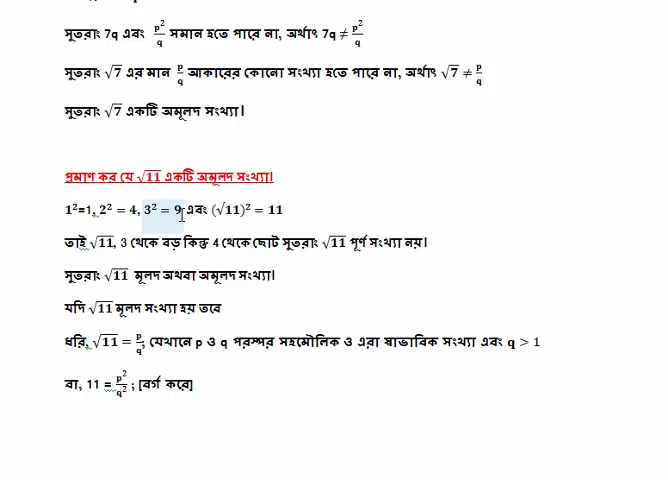 সুতরাং 7q এবং p²/q সমান হতে পারে না, অর্থাৎ 7q ≠ p²/q
সুতরাং √7 এর মান p/q আকারের কোনো সংখ্যা হতে পারে না, অর্থাৎ √7 ≠ p/q
সুতরাং √7 একটি অমূলদ সংখ্যা।
প্রমাণ কর যে √11 একটি অমূলদ সংখ্যা।
1²=1, 2² = 4, 3² = 9 এবং (√11)² = 11
তাই √11, 3 থেকে বড় কিন্তু 4 থেকে ছোট সুতরাং √11 পূর্ণ সংখ্যা নয়।
সুতরাং √11 মূলদ অথবা অমূলদ সংখ্যা।
যদি √11 মূলদ সংখ্যা হয় তবে
ধরি, √11 = p/q; যেখানে p ও q পরস্পর সহমৌলিক ও এরা স্বাভাবিক সংখ্যা এবং q > 1
বা, 11 = p²/q² ; [বর্গ করে]